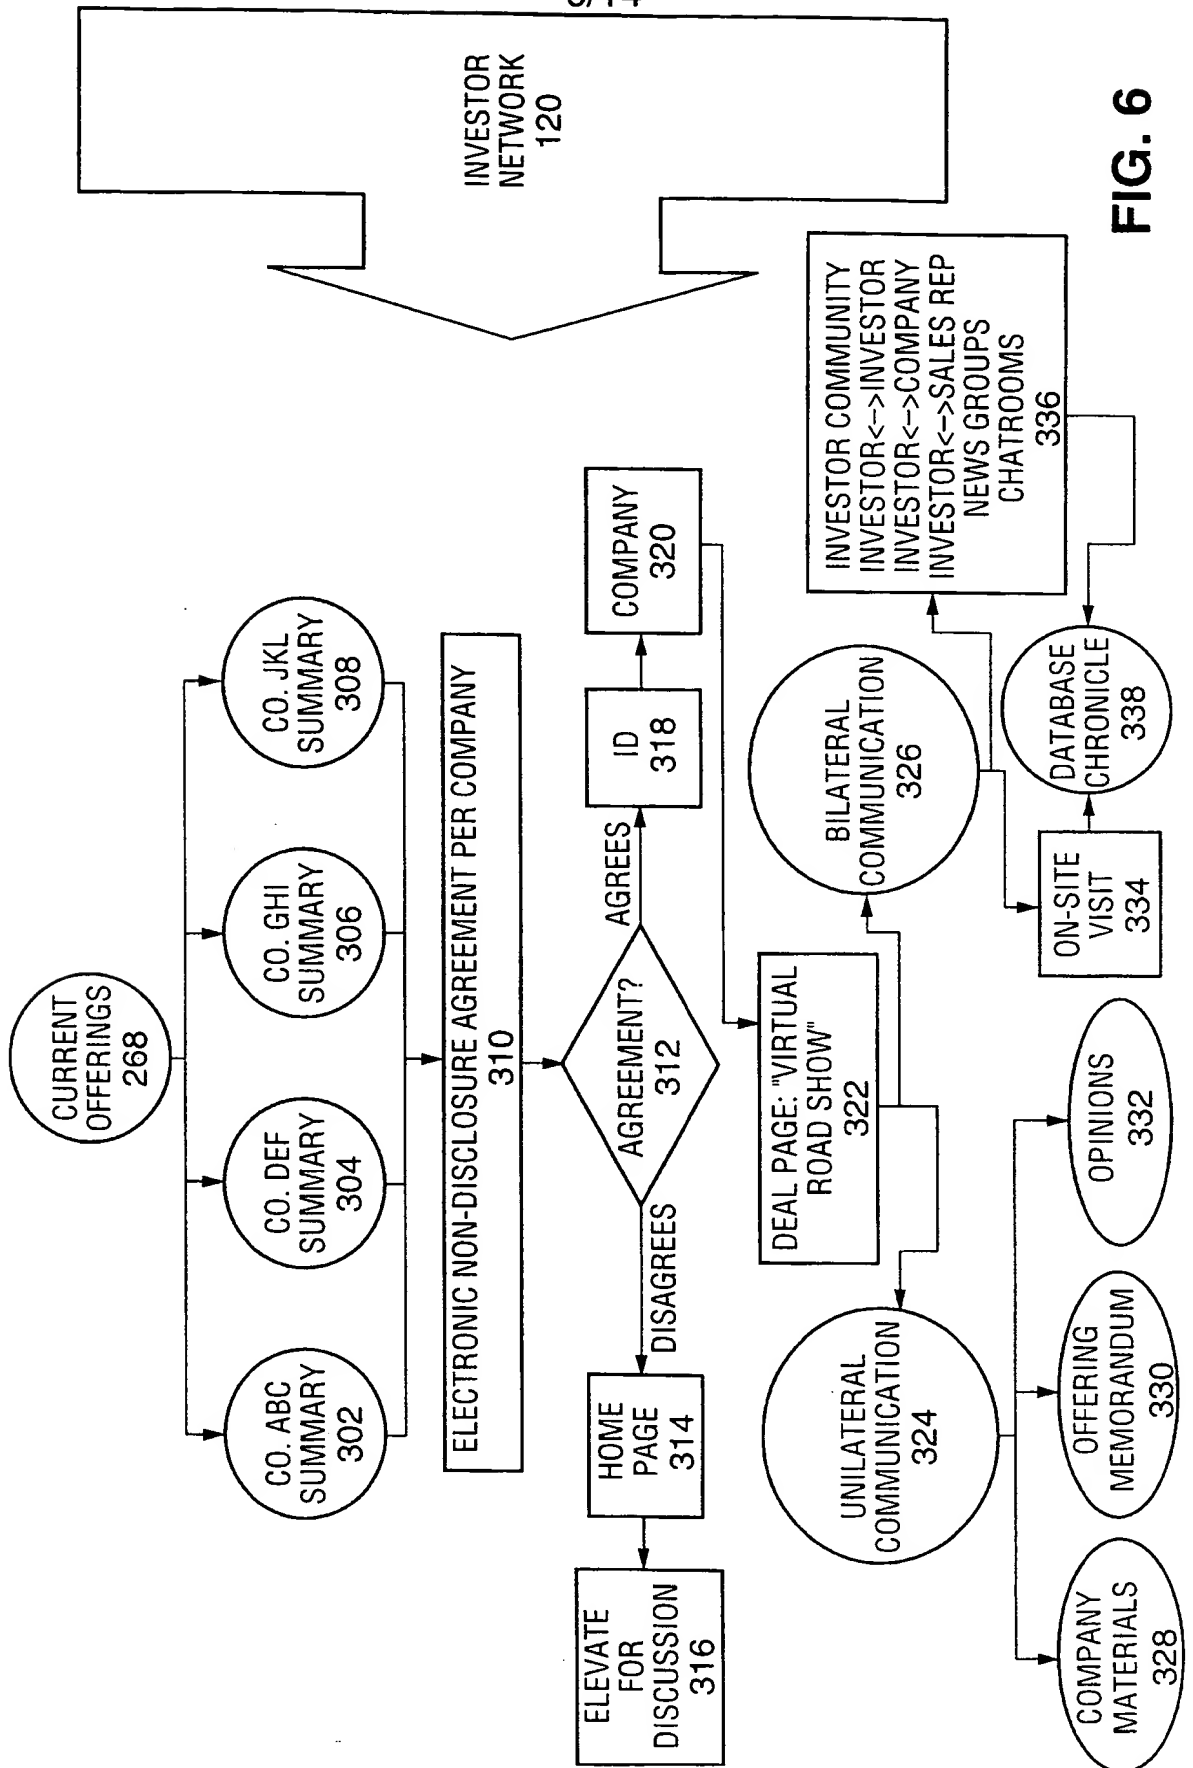 INVESTOR
NETWORK
120
FIG. 6
CURRENT
OFFERINGS
268
CO. ABC
SUMMARY
302
CO. DEF
SUMMARY
304
CO. GHI
SUMMARY
306
CO. JKL
SUMMARY
308
ELECTRONIC NON-DISCLOSURE AGREEMENT PER COMPANY
310
AGREEMENT?
312
DISAGREES
AGREES
HOME
PAGE
314
ELEVATE
FOR
DISCUSSION
316
ID
318
COMPANY
320
DEAL PAGE: "VIRTUAL
ROAD SHOW"
322
UNILATERAL
COMMUNICATION
324
BILATERAL
COMMUNICATION
326
COMPANY
MATERIALS
328
OFFERING
MEMORANDUM
330
OPINIONS
332
ON-SITE
VISIT
334
INVESTOR COMMUNITY
INVESTOR<->INVESTOR
INVESTOR<->COMPANY
INVESTOR<->SALES REP
NEWS GROUPS
CHATROOMS
336
DATABASE
CHRONICLE
338